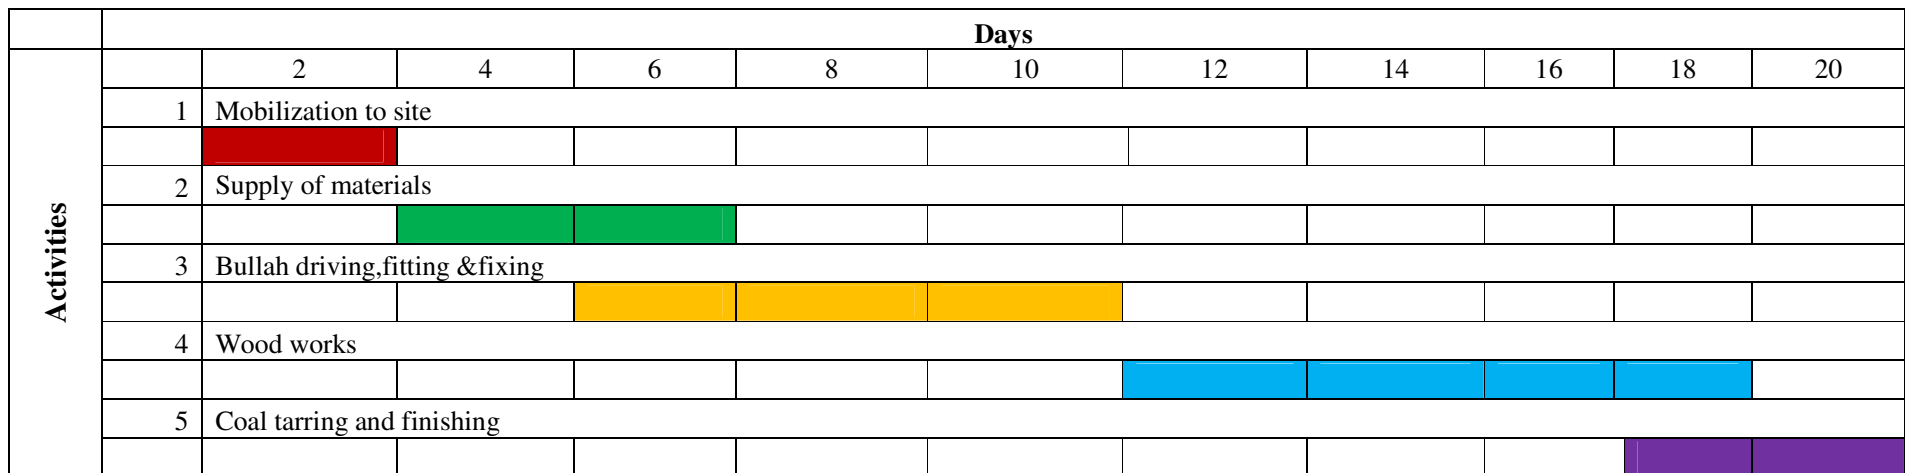 Days
Activities
2 4 6 8 10 12 14 16 18 20
1 Mobilization to site
2 Supply of materials
3 Bullah driving,fitting &fixing
4 Wood works
5 Coal tarring and finishing